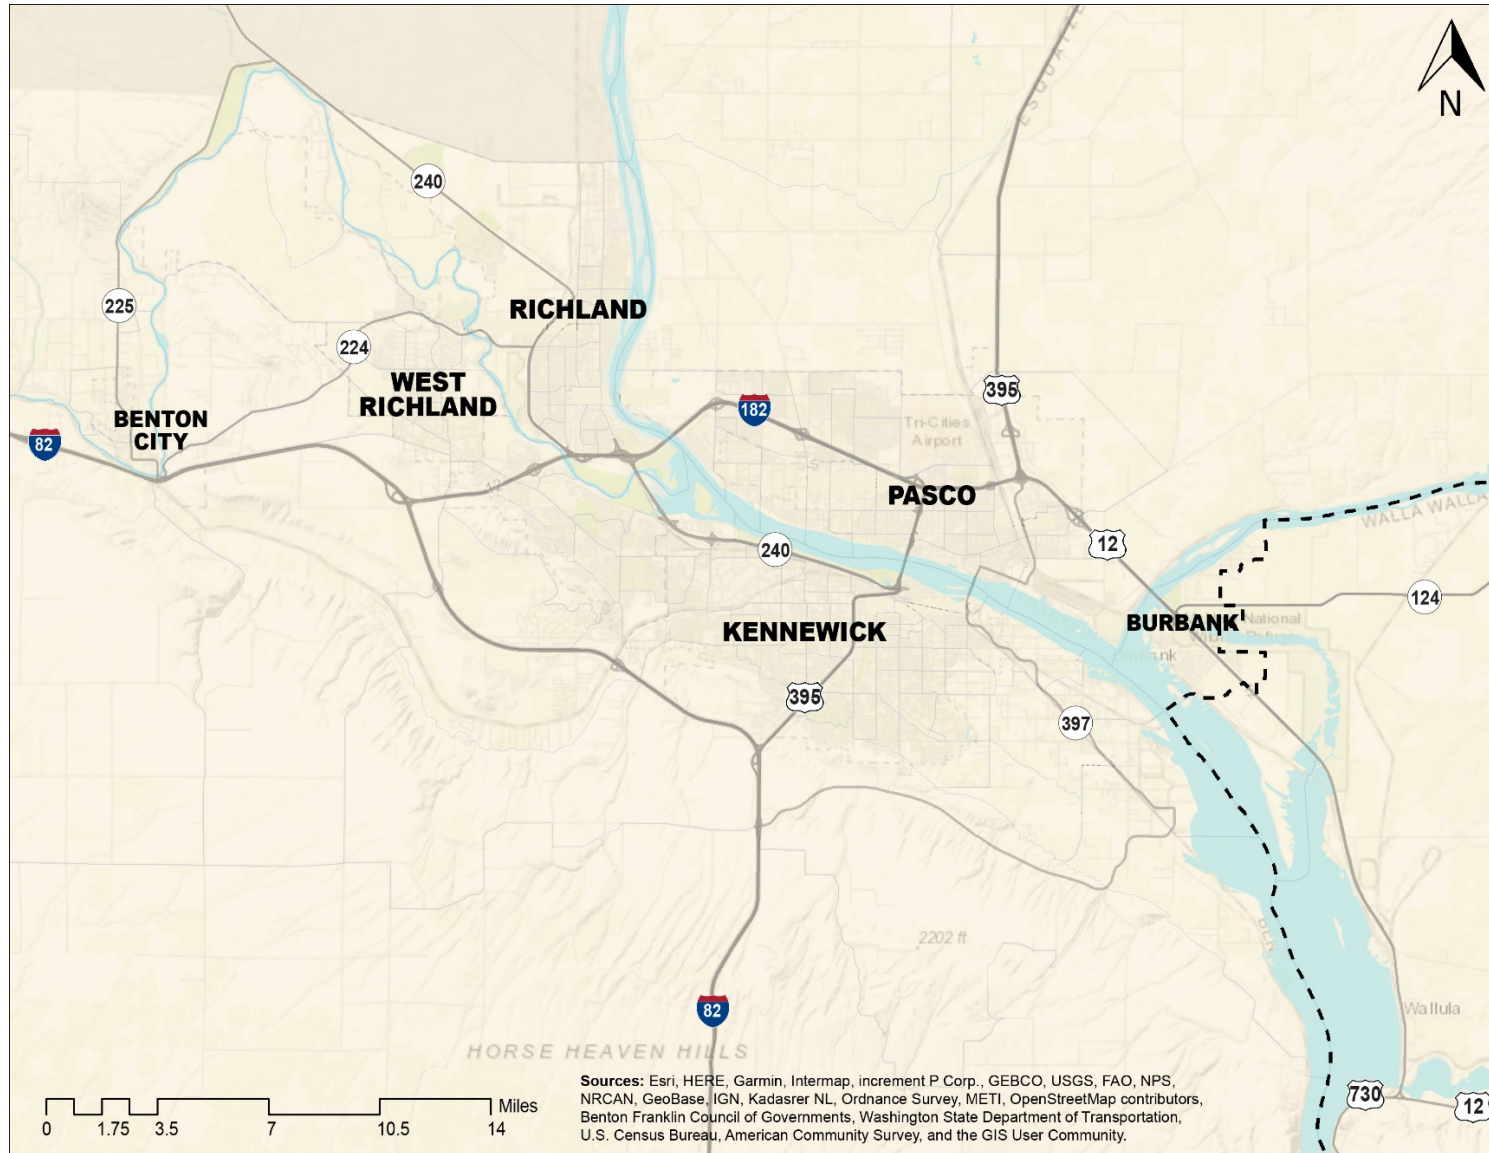 ESQUATZE
N
240
225
RICHLAND
224
WEST
RICHLAND
395
182
BENTON
CITY
Tri-Cities
Airport
82
12
PASCO
WALLA WALLA
12
240
124
BURBANK
National
KENNEWICK
395
397
2202 ft
BEN
82
Wallula
HORSE HEAVEN HILLS
Sources: Esri, HERE, Garmin, Intermap, increment P Corp., GEBCO, USGS, FAO, NPS,
NRCAN, GeoBase, IGN, Kadasrer NL, Ordnance Survey, METI, OpenStreetMap contributors,
Benton Franklin Council of Governments, Washington State Department of Transportation,
U.S. Census Bureau, American Community Survey, and the GIS User Community.
Miles
0 1.75 3.5 7 10.5 14
730
12